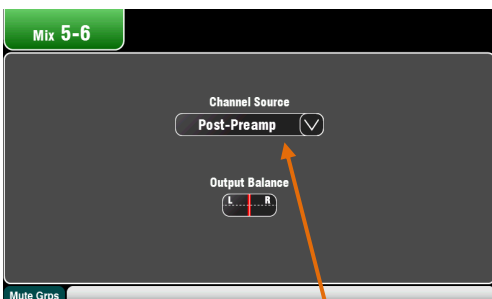 Mix 5-6
Channel Source
Post-Preamp
Output Balance
L R
Mute Grps